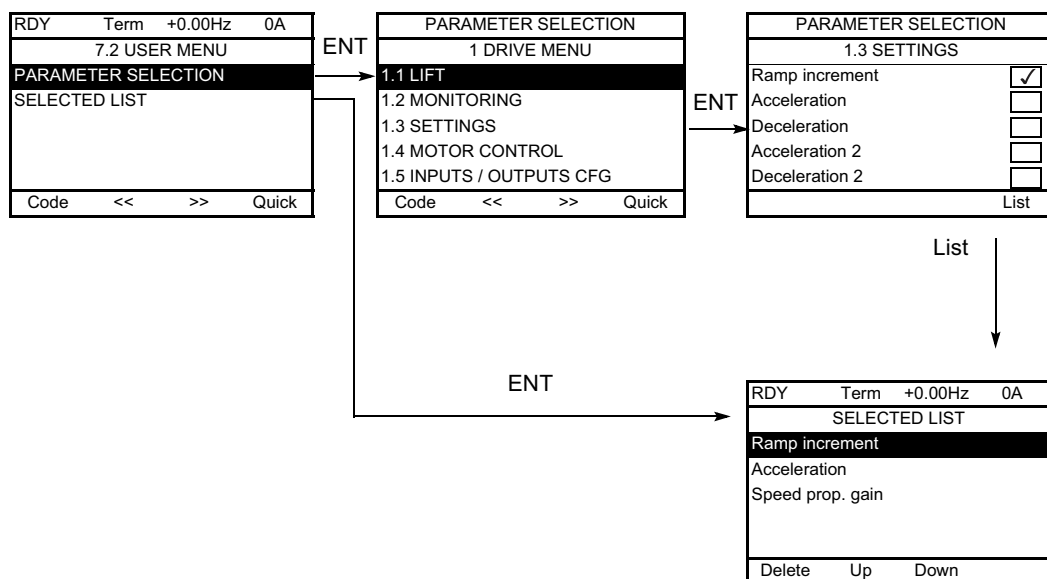 RDY Term +0.00Hz 0A
7.2 USER MENU
PARAMETER SELECTION
SELECTED LIST
Code << >> Quick
ENT
PARAMETER SELECTION
1 DRIVE MENU
1.1 LIFT
1.2 MONITORING
1.3 SETTINGS
1.4 MOTOR CONTROL
1.5 INPUTS / OUTPUTS CFG
Code << >> Quick
ENT
PARAMETER SELECTION
1.3 SETTINGS
Ramp increment
Acceleration
Deceleration
Acceleration 2
Deceleration 2
List
List
ENT
RDY Term +0.00Hz 0A
SELECTED LIST
Ramp increment
Acceleration
Speed prop. gain
Delete Up Down